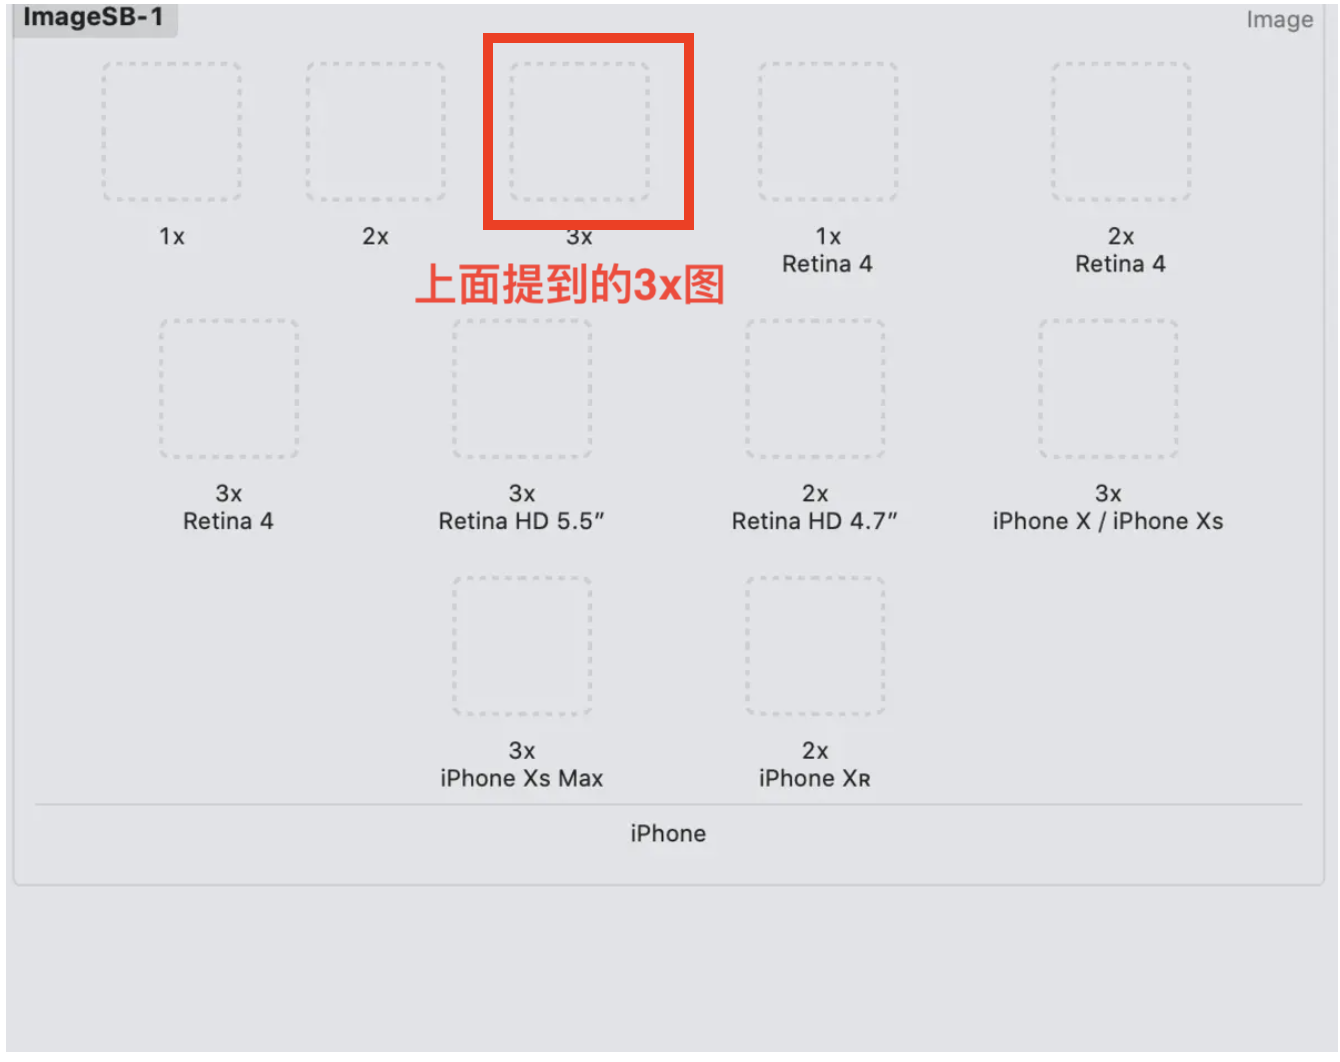 ImageSB-1
Image
1x
2x
3x
1x
Retina 4
2x
Retina 4
上面提到的3x图
3x
Retina 4
3x
Retina HD 5.5”
2x
Retina HD 4.7”
3x
iPhone X / iPhone Xs
3x
iPhone Xs Max
2x
iPhone Xʀ
iPhone